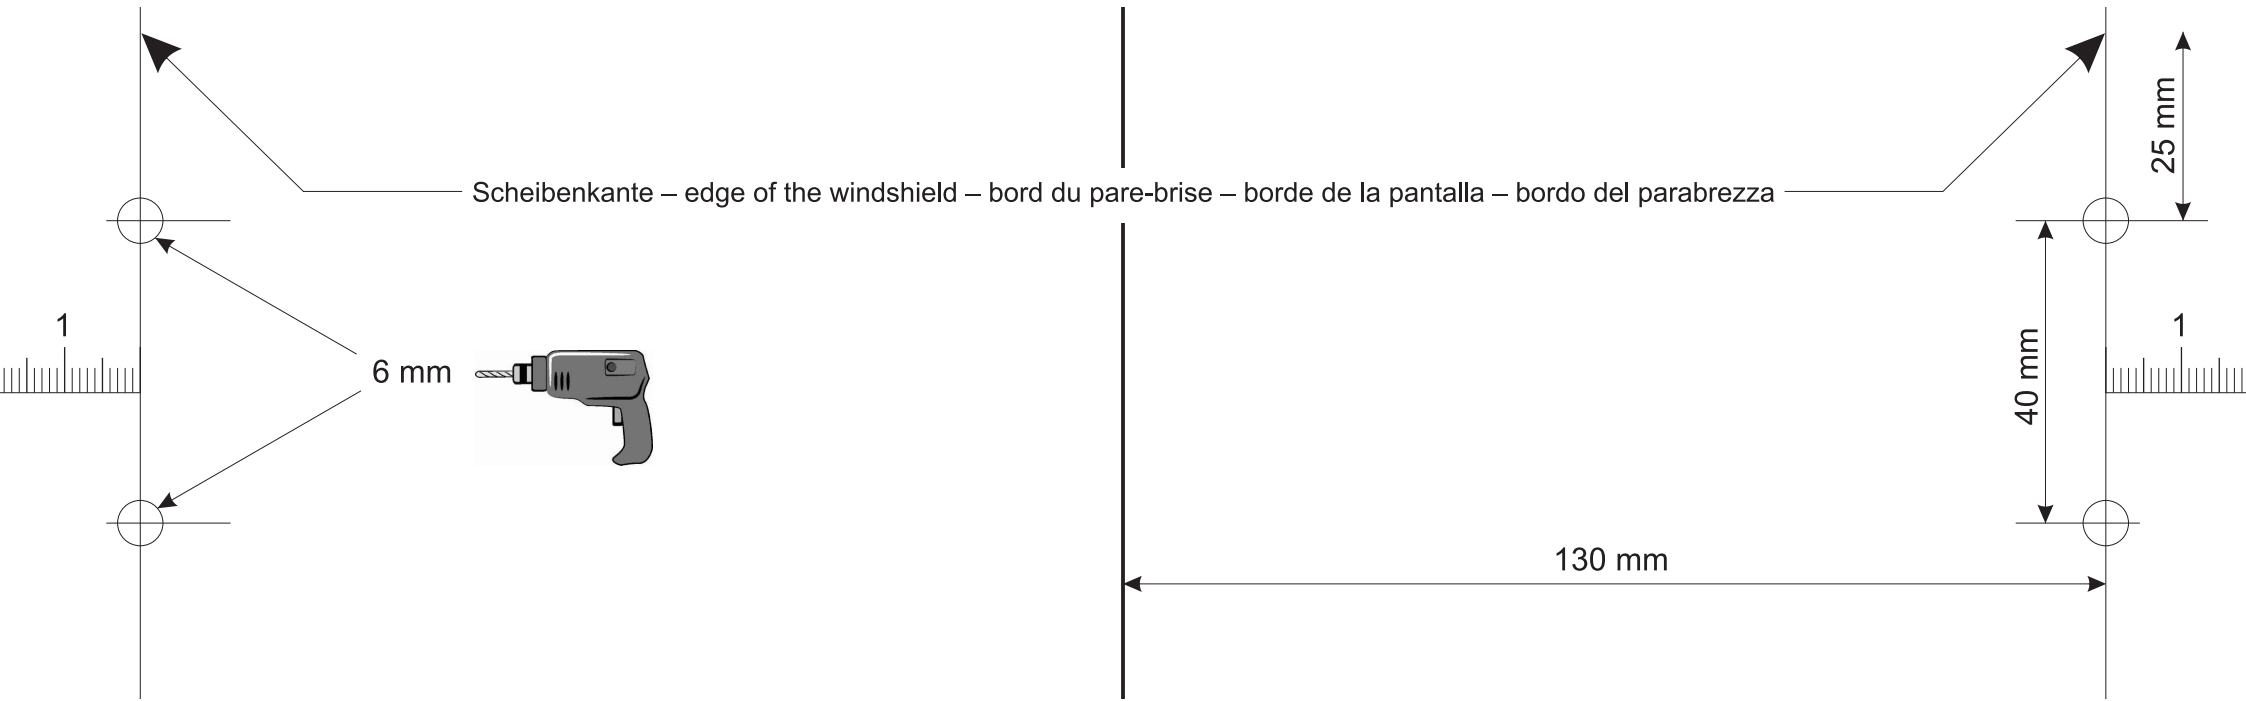 25 mm
Scheibenkante – edge of the windshield – bord du pare-brise – borde de la pantalla – bordo del parabrezza
1
1
6 mm
40 mm
130 mm